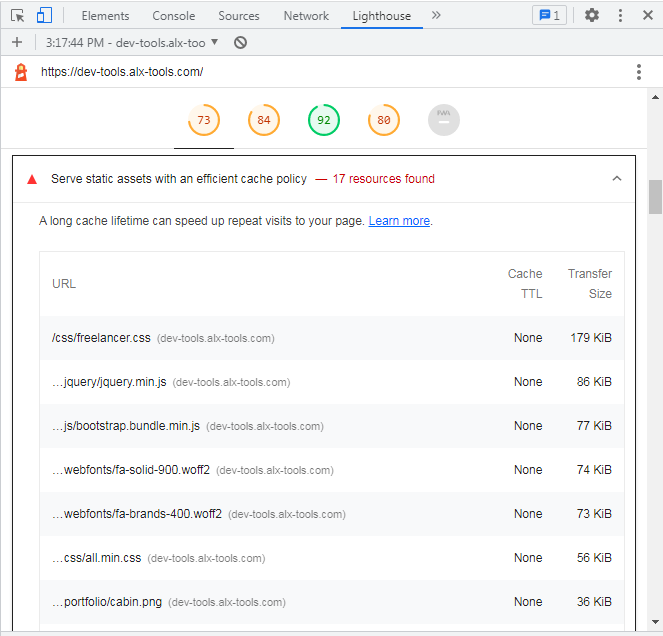 Elements Console Sources Network Lighthouse 1
3:17:44 PM - dev-tools.alx-too
https://dev-tools.alx-tools.com/
73 84 92 80 PWA
Serve static assets with an efficient cache policy — 17 resources found
A long cache lifetime can speed up repeat visits to your page. Learn more.
URL Cache TTL Transfer Size
/css/freelancer.css (dev-tools.alx-tools.com) None 179 KiB
…jquery/jquery.min.js (dev-tools.alx-tools.com) None 86 KiB
…js/bootstrap.bundle.min.js (dev-tools.alx-tools.com) None 77 KiB
…webfonts/fa-solid-900.woff2 (dev-tools.alx-tools.com) None 74 KiB
…webfonts/fa-brands-400.woff2 (dev-tools.alx-tools.com) None 73 KiB
…css/all.min.css (dev-tools.alx-tools.com) None 56 KiB
…portfolio/cabin.png (dev-tools.alx-tools.com) None 36 KiB